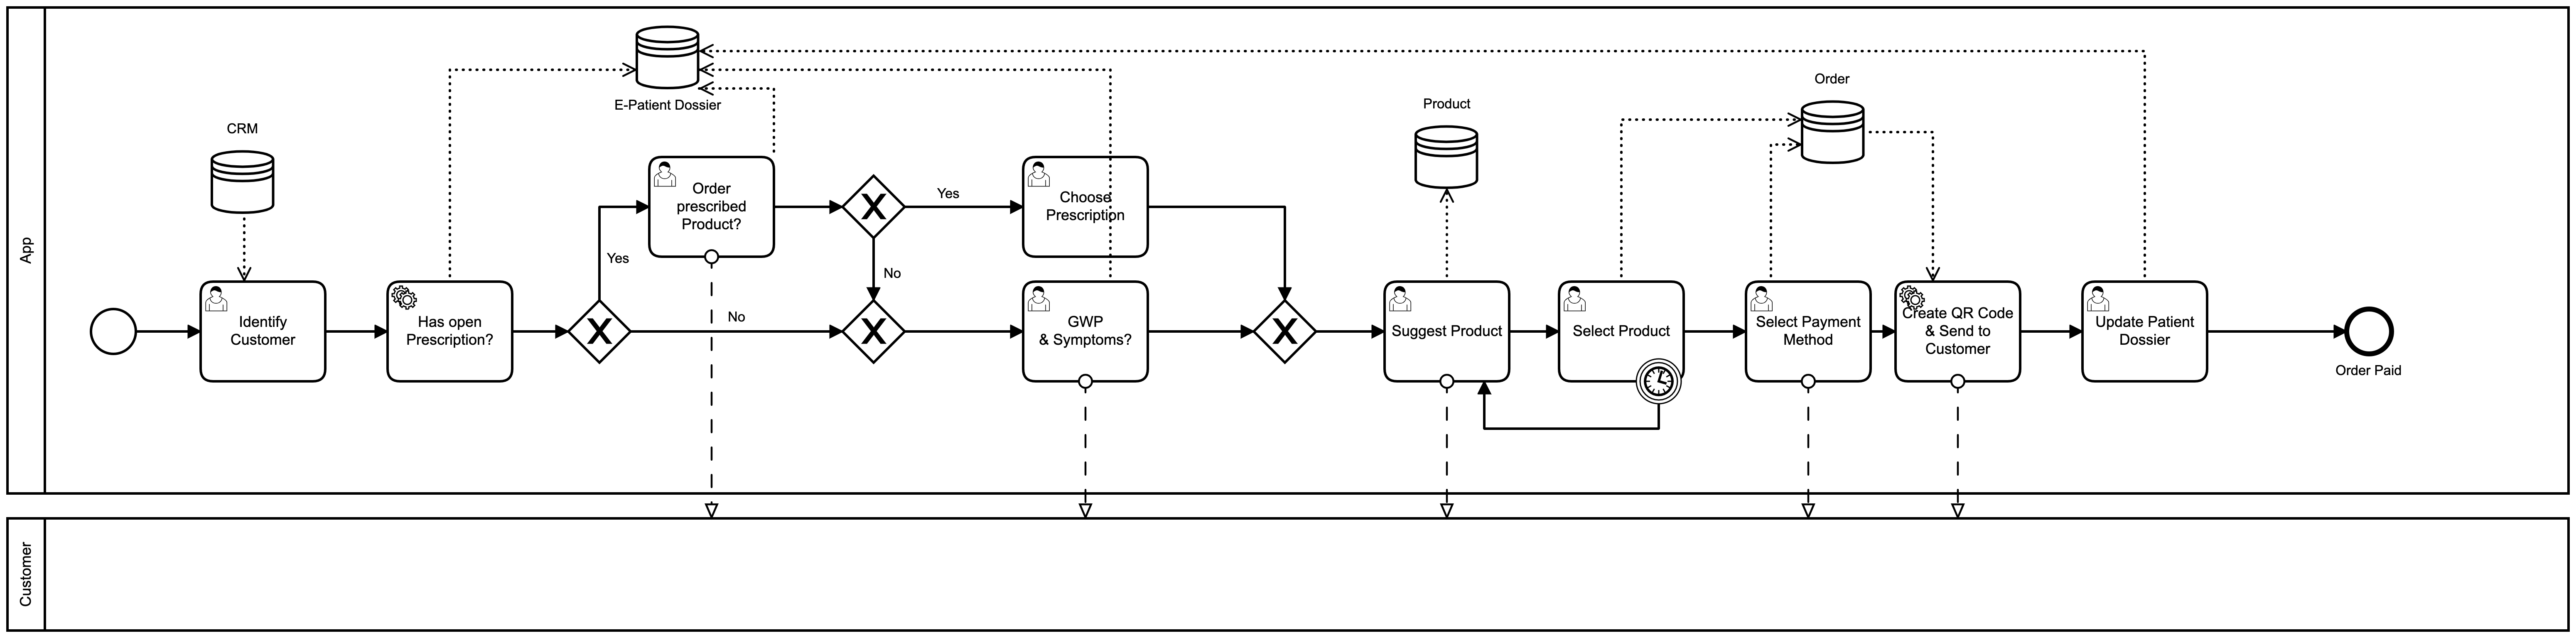 App
CRM
E-Patient Dossier
Product
Order
Identify
Customer
Has open
Prescription?
Yes
Order
prescribed
Product?
No
Yes
No
Choose
Prescription
GWP
& Symptoms?
Suggest Product
Select Product
Select Payment
Method
Create QR Code
& Send to
Customer
Update Patient
Dossier
Order Paid
Customer